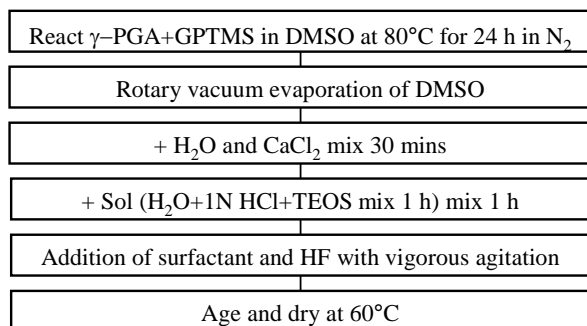 React γ–PGA+GPTMS in DMSO at 80°C for 24 h in N₂
Rotary vacuum evaporation of DMSO
+ H₂O and CaCl₂ mix 30 mins
+ Sol (H₂O+1N HCl+TEOS mix 1 h) mix 1 h
Addition of surfactant and HF with vigorous agitation
Age and dry at 60°C